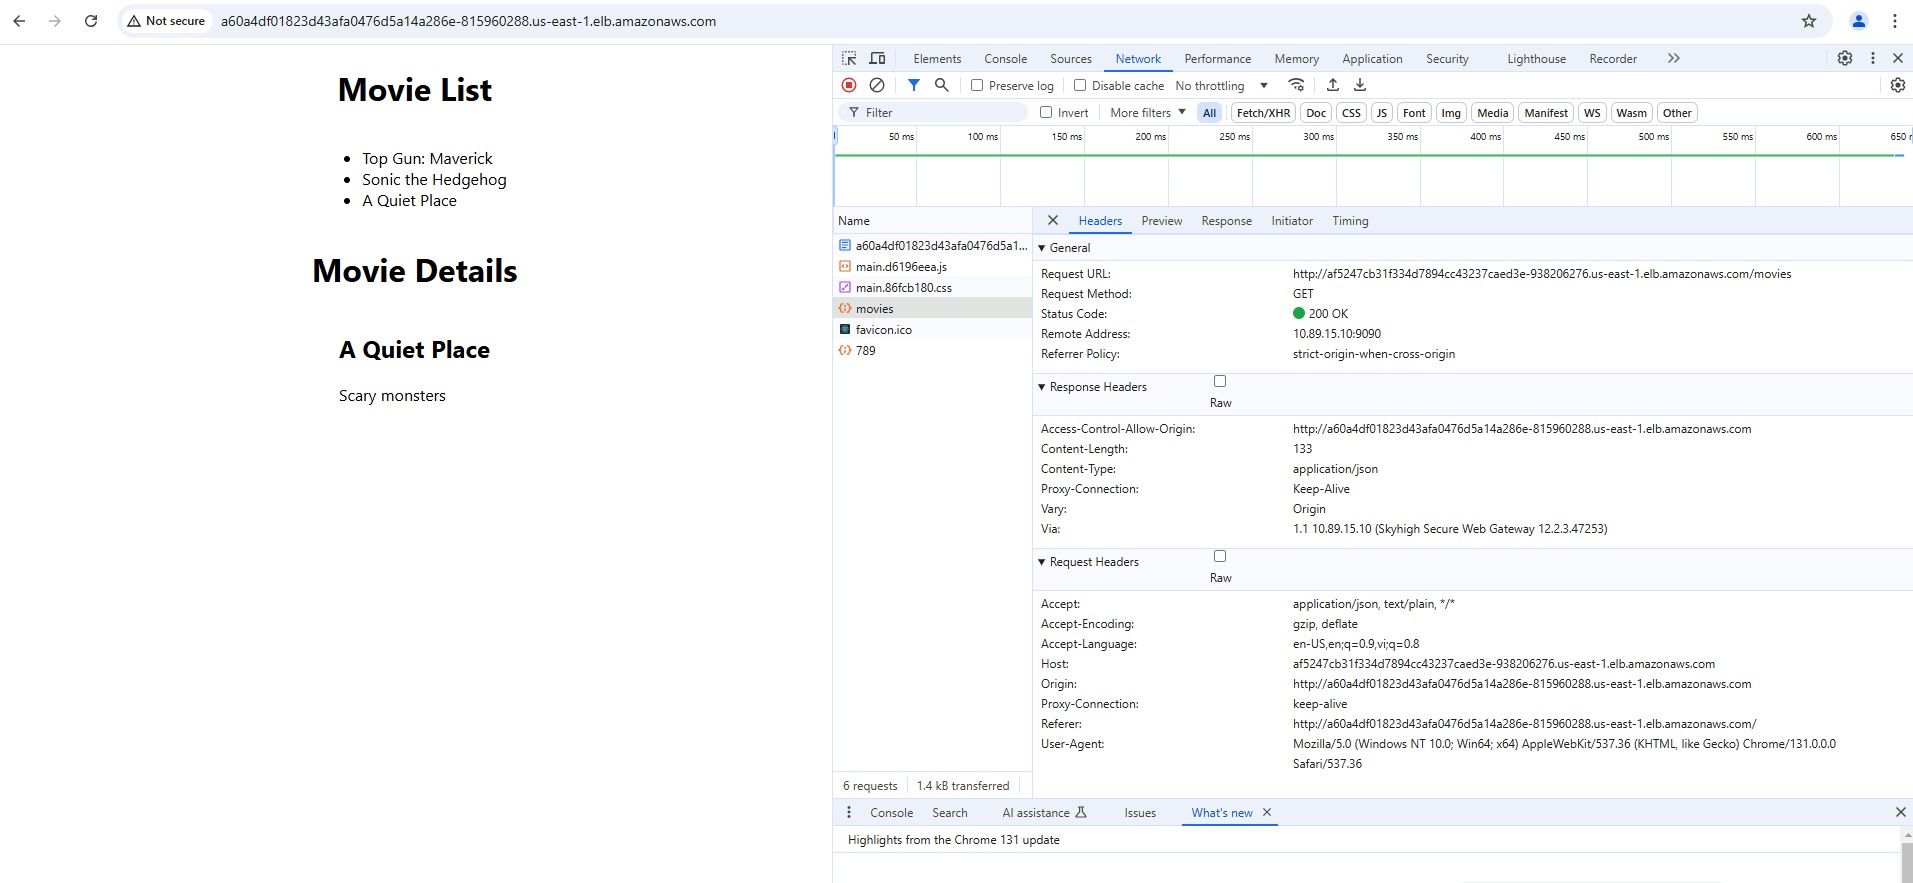 Not secure a60a4df01823d43afa0476d5a14a286e-815960288.us-east-1.elb.amazonaws.com
Movie List
Top Gun: Maverick
Sonic the Hedgehog
A Quiet Place
Movie Details
A Quiet Place
Scary monsters
Elements Console Sources Network Performance Memory Application Security Lighthouse Recorder
Preserve log Disable cache No throttling
Filter Invert More filters All Fetch/XHR Doc CSS JS Font Img Media Manifest WS Wasm Other
50 ms 100 ms 150 ms 200 ms 250 ms 300 ms 350 ms 400 ms 450 ms 500 ms 550 ms 600 ms 650 r
Name
a60a4df01823d43afa0476d5a1...
main.d6196eea.js
main.86fcb180.css
movies
favicon.ico
789
6 requests 1.4 kB transferred
Headers Preview Response Initiator Timing
General
Request URL: http://af5247cb31f334d7894cc43237caed3e-938206276.us-east-1.elb.amazonaws.com/movies
Request Method: GET
Status Code: 200 OK
Remote Address: 10.89.15.10:9090
Referrer Policy: strict-origin-when-cross-origin
Response Headers
Raw
Access-Control-Allow-Origin: http://a60a4df01823d43afa0476d5a14a286e-815960288.us-east-1.elb.amazonaws.com
Content-Length: 133
Content-Type: application/json
Proxy-Connection: Keep-Alive
Vary: Origin
Via: 1.1 10.89.15.10 (Skyhigh Secure Web Gateway 12.2.3.47253)
Request Headers
Raw
Accept: application/json, text/plain, */*
Accept-Encoding: gzip, deflate
Accept-Language: en-US,en;q=0.9,vi;q=0.8
Host: af5247cb31f334d7894cc43237caed3e-938206276.us-east-1.elb.amazonaws.com
Origin: http://a60a4df01823d43afa0476d5a14a286e-815960288.us-east-1.elb.amazonaws.com
Proxy-Connection: keep-alive
Referer: http://a60a4df01823d43afa0476d5a14a286e-815960288.us-east-1.elb.amazonaws.com/
User-Agent: Mozilla/5.0 (Windows NT 10.0; Win64; x64) AppleWebKit/537.36 (KHTML, like Gecko) Chrome/131.0.0.0
Safari/537.36
Console Search AI assistance Issues What's new
Highlights from the Chrome 131 update